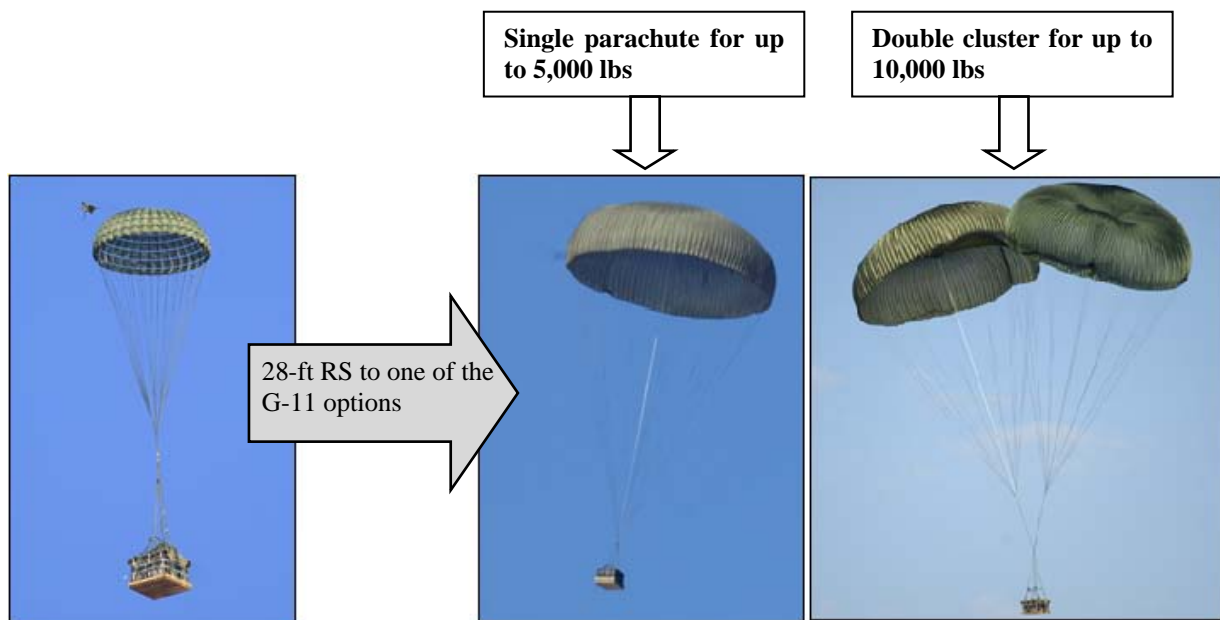 Single parachute for up
to 5,000 lbs
Double cluster for up to
10,000 lbs
28-ft RS to one of the
G-11 options